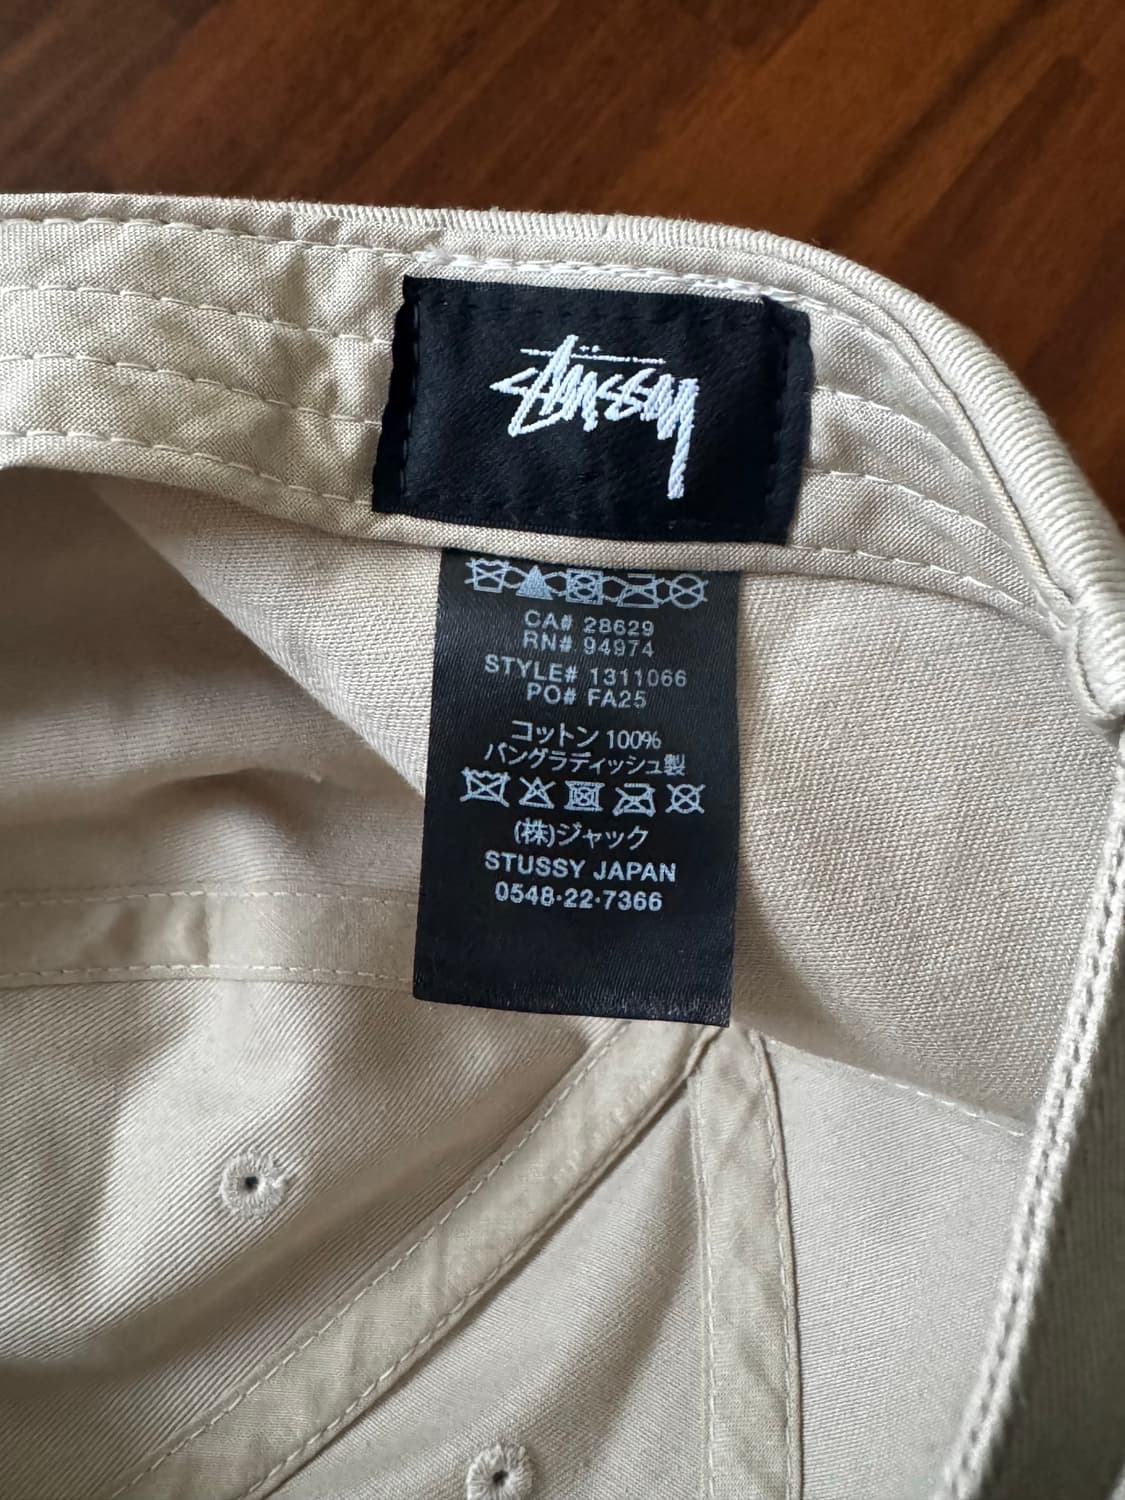 Stüssy
CA# 28629
RN# 94974
STYLE# 1311066
PO# FA25
コットン 100%
バングラディッシュ製
(株)ジャック
STUSSY JAPAN
0548·22·7366